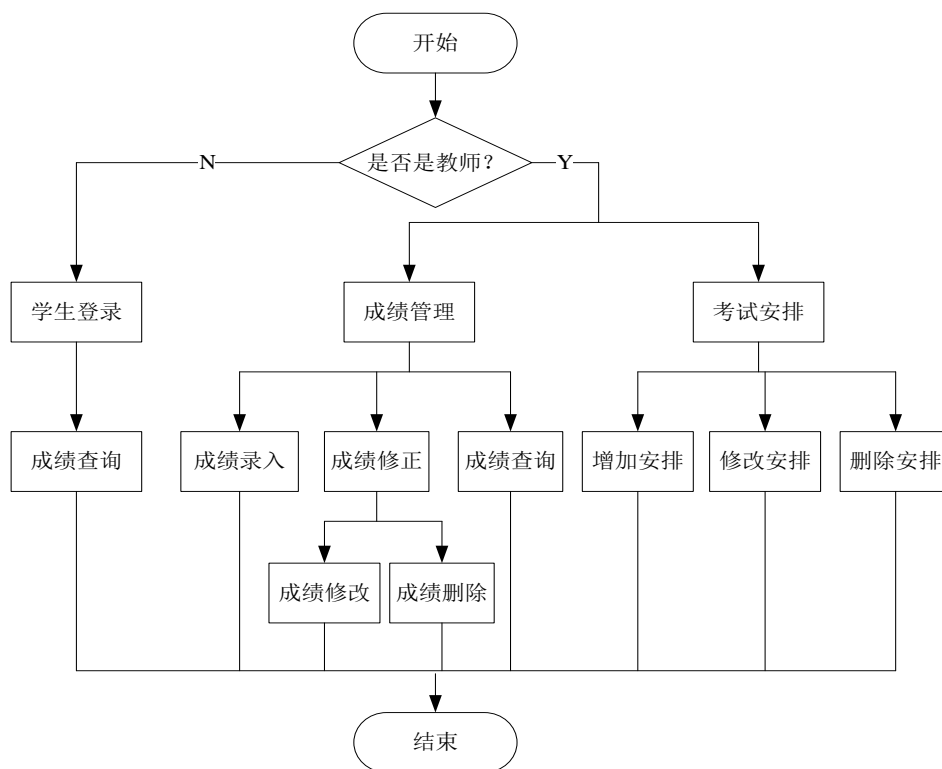 开始
是否是教师？
N
Y
学生登录
成绩管理
考试安排
成绩查询
成绩录入
成绩修正
成绩查询
增加安排
修改安排
删除安排
成绩修改
成绩删除
结束